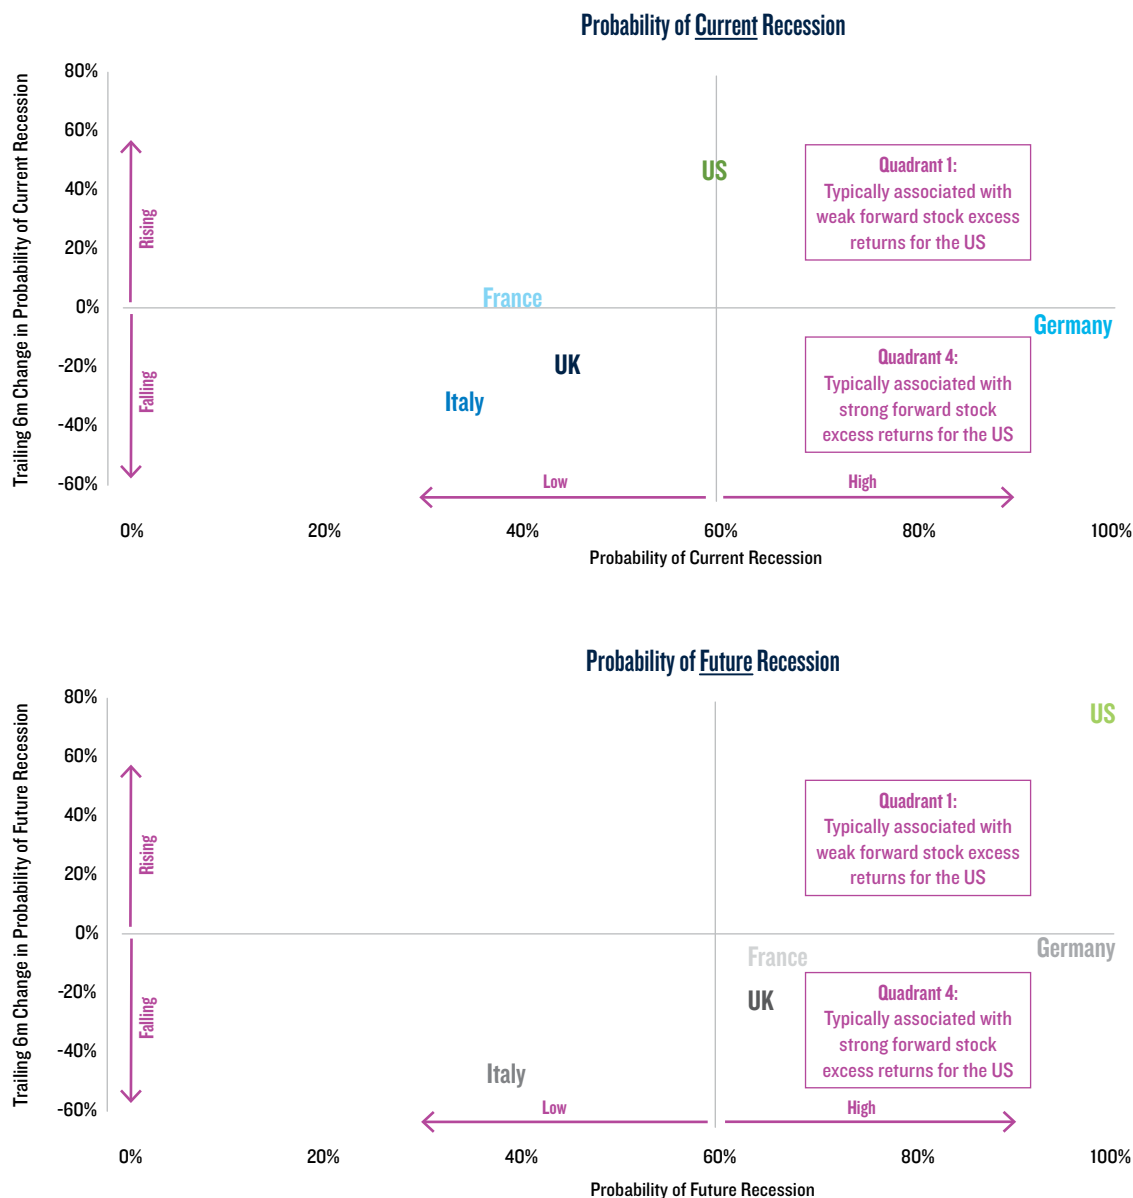 Probability of Current Recession
Trailing 6m Change in Probability of Current Recession
80%
60%
40%
20%
0%
-20%
-40%
-60%
Rising
Falling
US
France
Germany
UK
Italy
Quadrant 1:
Typically associated with
weak forward stock excess
returns for the US
Quadrant 4:
Typically associated with
strong forward stock
excess returns for the US
Low
High
0%
20%
40%
60%
80%
100%
Probability of Current Recession
Probability of Future Recession
Trailing 6m Change in Probability of Future Recession
80%
60%
40%
20%
0%
-20%
-40%
-60%
Rising
Falling
US
Germany
France
UK
Italy
Quadrant 1:
Typically associated with
weak forward stock excess
returns for the US
Quadrant 4:
Typically associated with
strong forward stock
excess returns for the US
Low
High
0%
20%
40%
60%
80%
100%
Probability of Future Recession